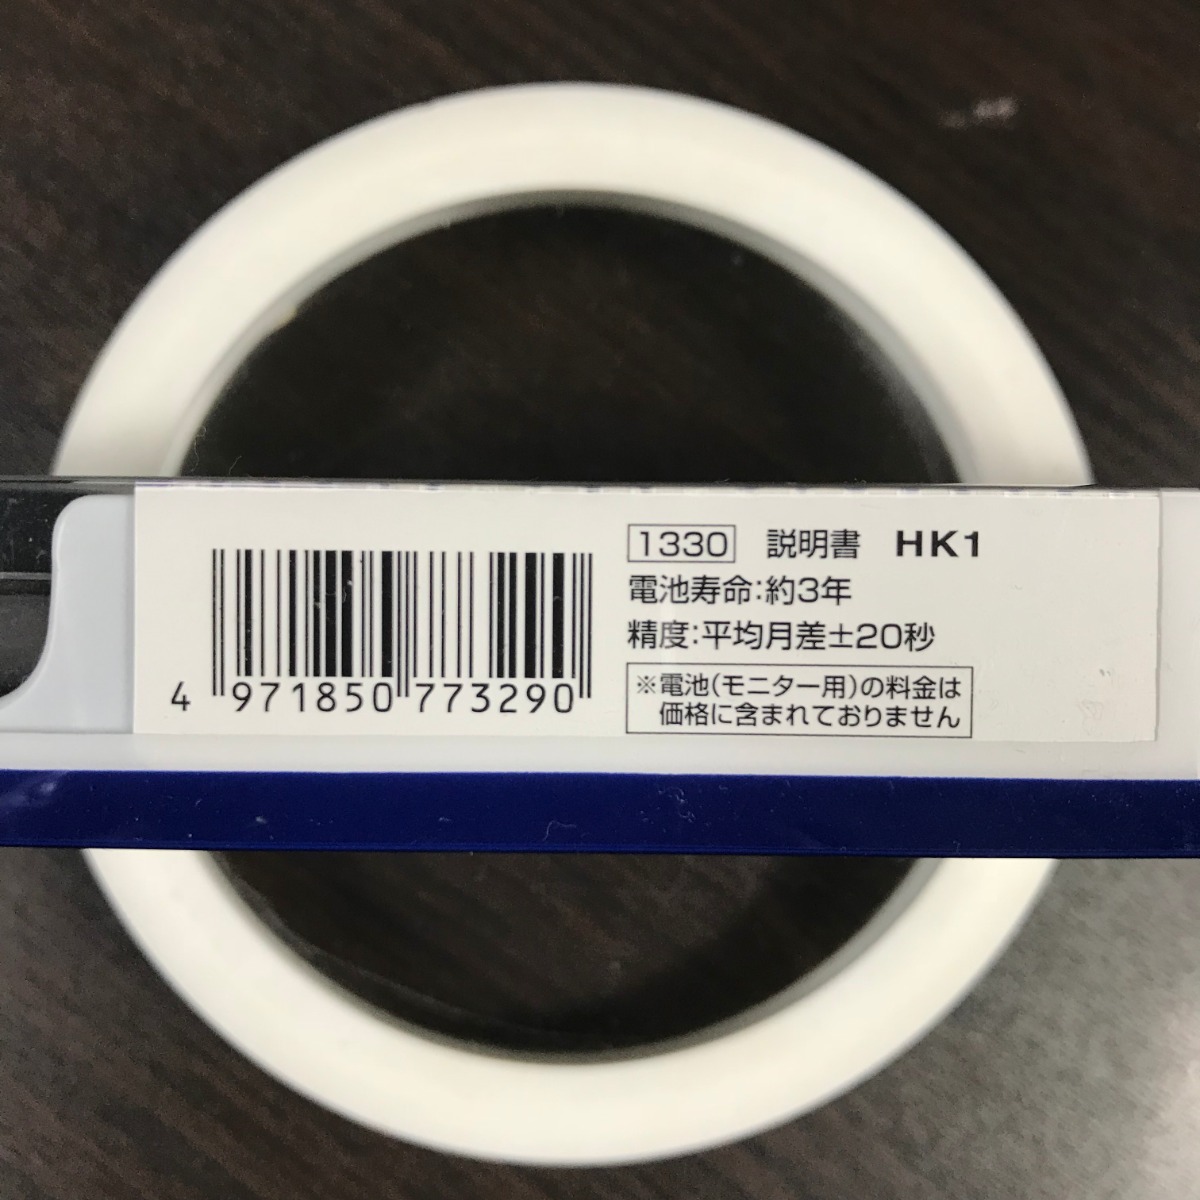 1330 説明書 HK1
電池寿命:約3年
精度:平均月差±20秒
※電池(モニター用)の料金は
価格に含まれておりません
4 971850 773290